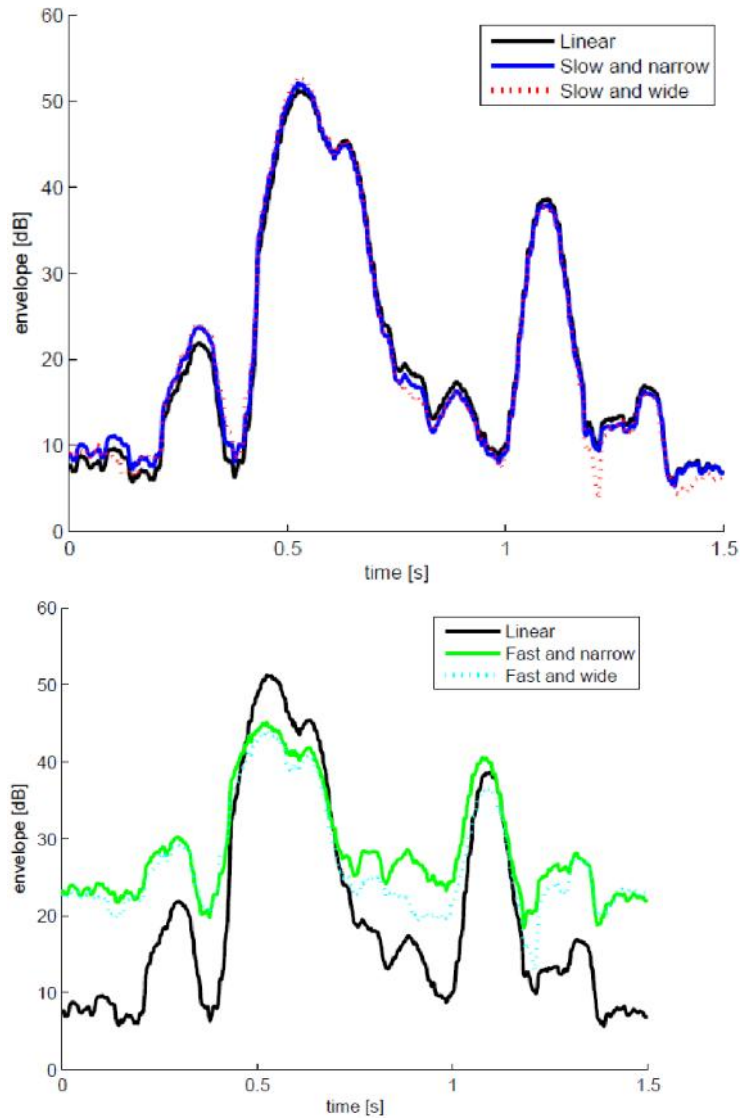 60
Linear
Slow and narrow
Slow and wide
50
40
30
20
10
0
envelope [dB]
0 0.5 1 1.5
time [s]
60
Linear
Fast and narrow
Fast and wide
50
40
30
20
10
0
envelope [dB]
0 0.5 1 1.5
time [s]